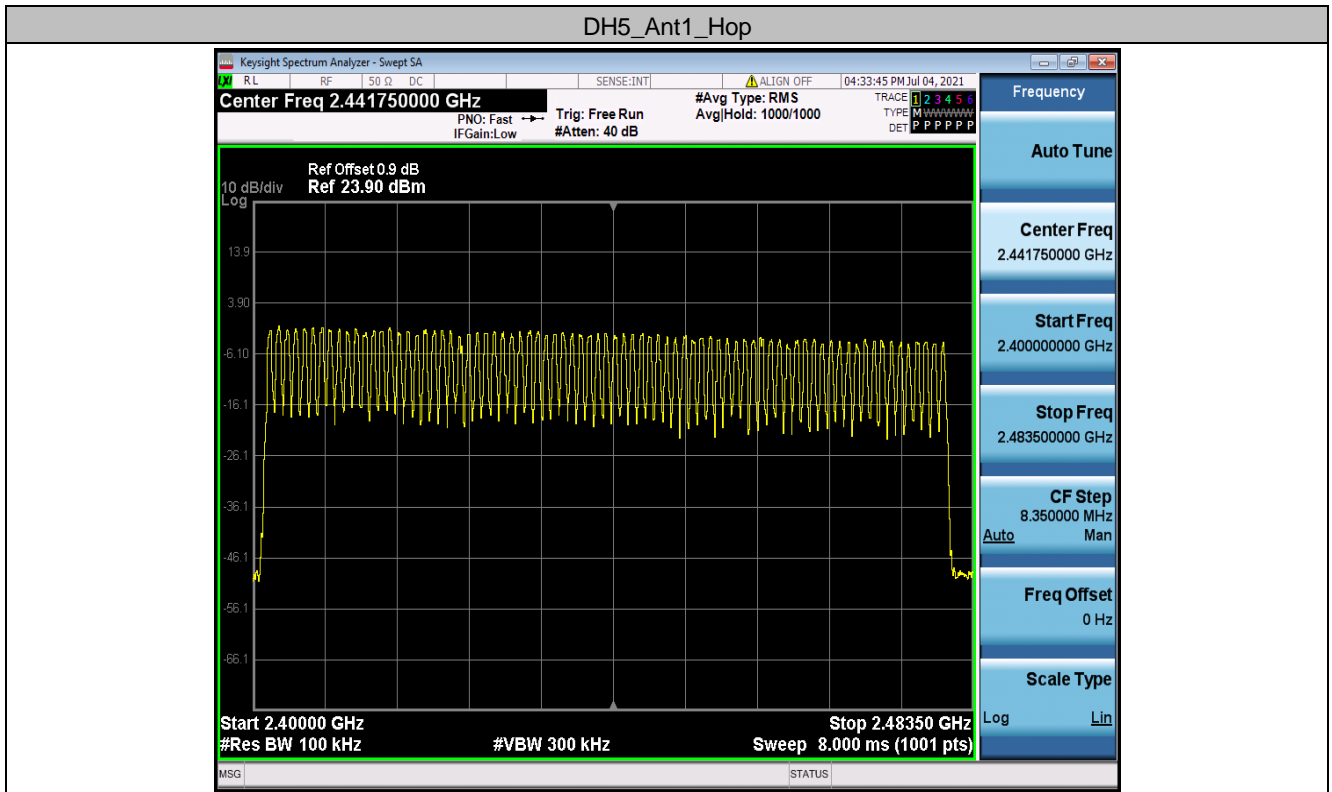 DH5_Ant1_Hop
Keysight Spectrum Analyzer - Swept SA
LXI RL RF 50 Ω DC SENSE:INT ALIGN OFF 04:33:45 PM Jul 04, 2021
Center Freq 2.441750000 GHz
PNO: Fast
IFGain:Low
Trig: Free Run
#Atten: 40 dB
#Avg Type: RMS
Avg|Hold: 1000/1000
TRACE 1 2 3 4 5 6
TYPE M WWWWW
DET P P P P P P
Ref Offset 0.9 dB
10 dB/div Ref 23.90 dBm
Log
13.9
3.90
-6.10
-16.1
-26.1
-36.1
-46.1
-56.1
-66.1
Start 2.40000 GHz
Stop 2.48350 GHz
#Res BW 100 kHz
#VBW 300 kHz
Sweep 8.000 ms (1001 pts)
MSG
STATUS
Frequency
Auto Tune
Center Freq
2.441750000 GHz
Start Freq
2.400000000 GHz
Stop Freq
2.483500000 GHz
CF Step
8.350000 MHz
Auto Man
Freq Offset
0 Hz
Scale Type
Log Lin